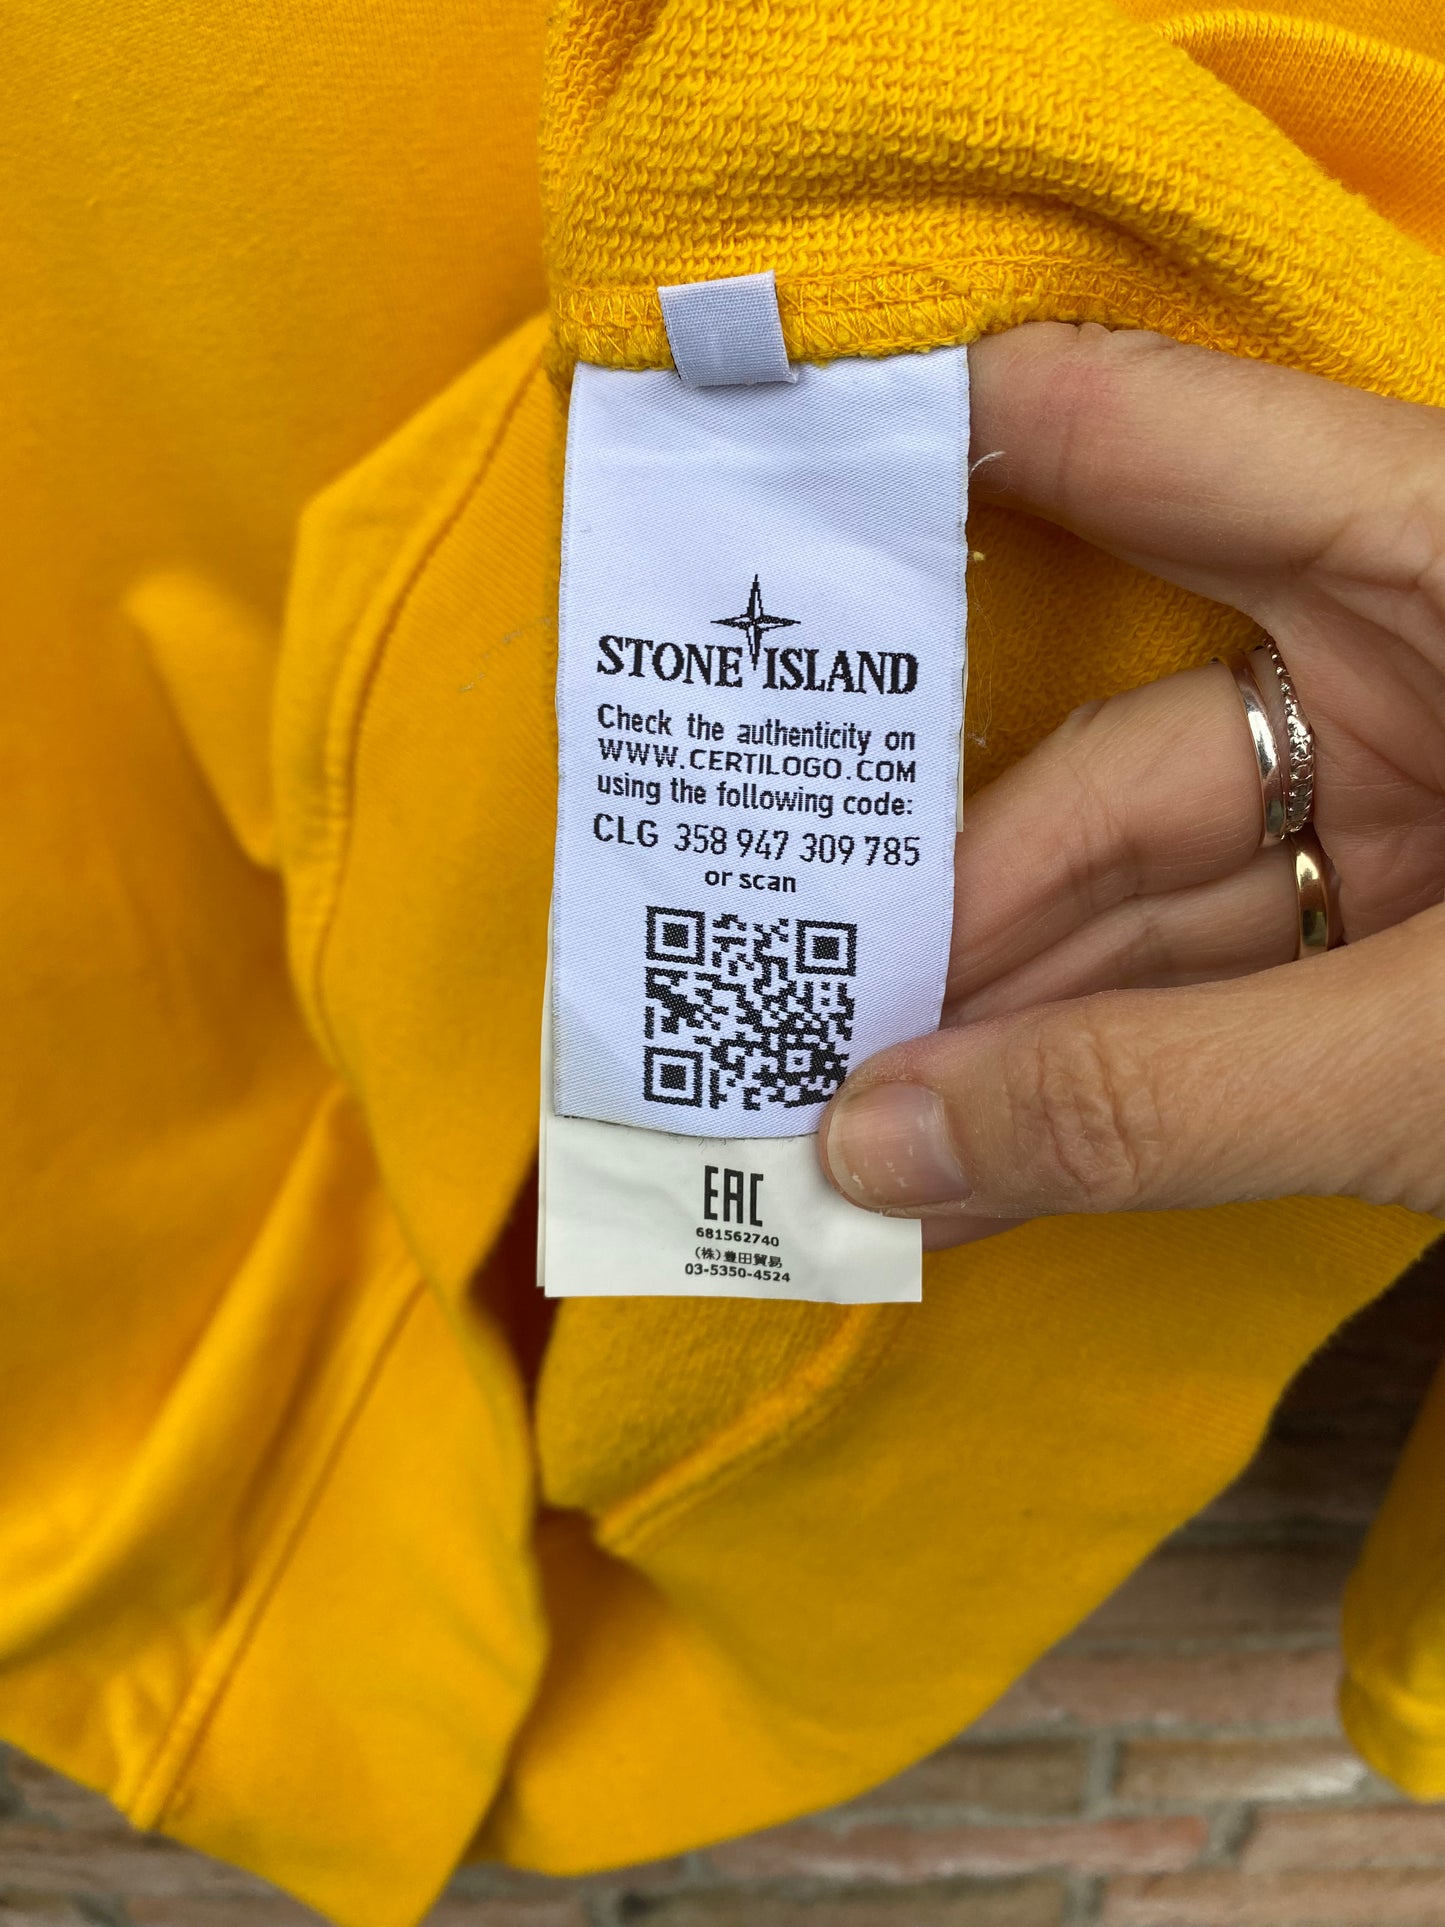 STONE ISLAND
Check the authenticity on
WWW.CERTILOGO.COM
using the following code:
CLG 358 947 309 785
or scan
EAC
681562740
(株)豊田貿易
03-5350-4524